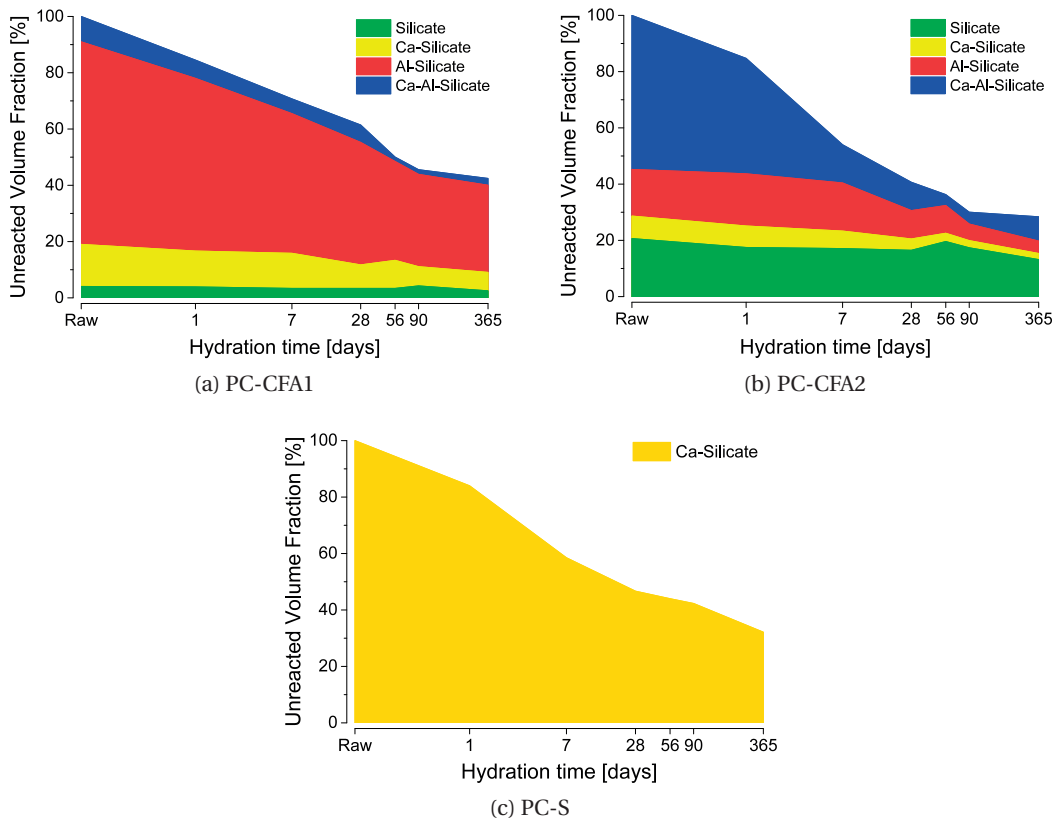 Unreacted Volume Fraction [%]
100
80
60
40
20
0
Silicate
Ca-Silicate
Al-Silicate
Ca-Al-Silicate
Raw 1 7 28 56 90 365
Hydration time [days]
(a) PC-CFA1
Unreacted Volume Fraction [%]
100
80
60
40
20
0
Silicate
Ca-Silicate
Al-Silicate
Ca-Al-Silicate
Raw 1 7 28 56 90 365
Hydration time [days]
(b) PC-CFA2
Unreacted Volume Fraction [%]
100
80
60
40
20
0
Ca-Silicate
Raw 1 7 28 56 90 365
Hydration time [days]
(c) PC-S